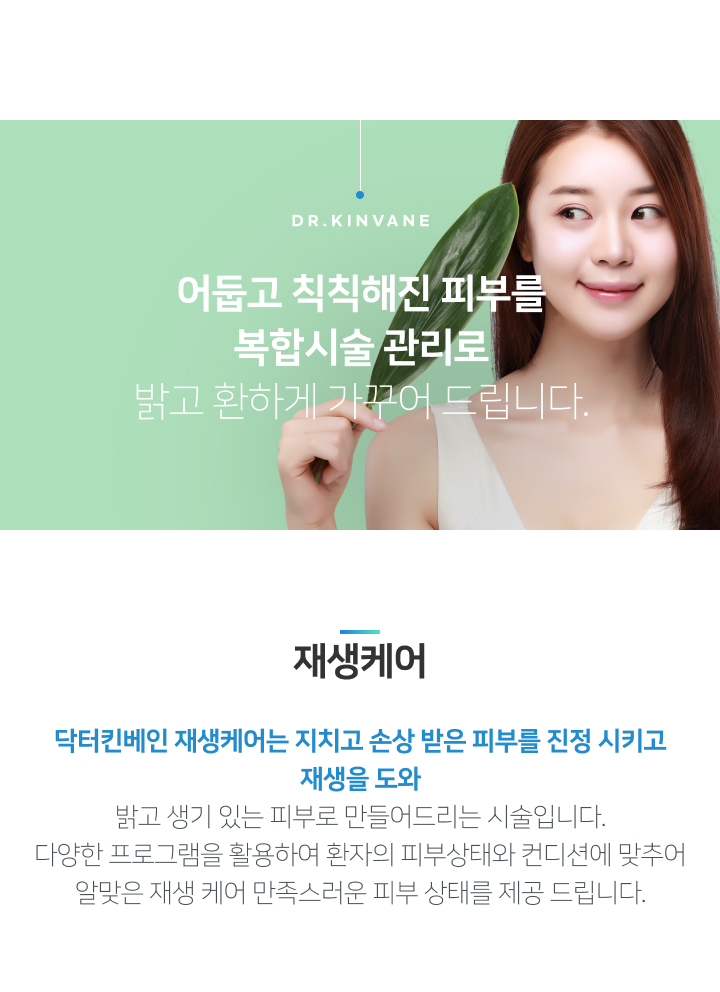 DR.KINVANE
어둡고 칙칙해진 피부를
복합시술 관리로
밝고 환하게 가꾸어 드립니다.
재생케어
닥터킨베인 재생케어는 지치고 손상 받은 피부를 진정 시키고
재생을 도와
밝고 생기 있는 피부로 만들어드리는 시술입니다.
다양한 프로그램을 활용하여 환자의 피부상태와 컨디션에 맞추어
알맞은 재생 케어 만족스러운 피부 상태를 제공 드립니다.